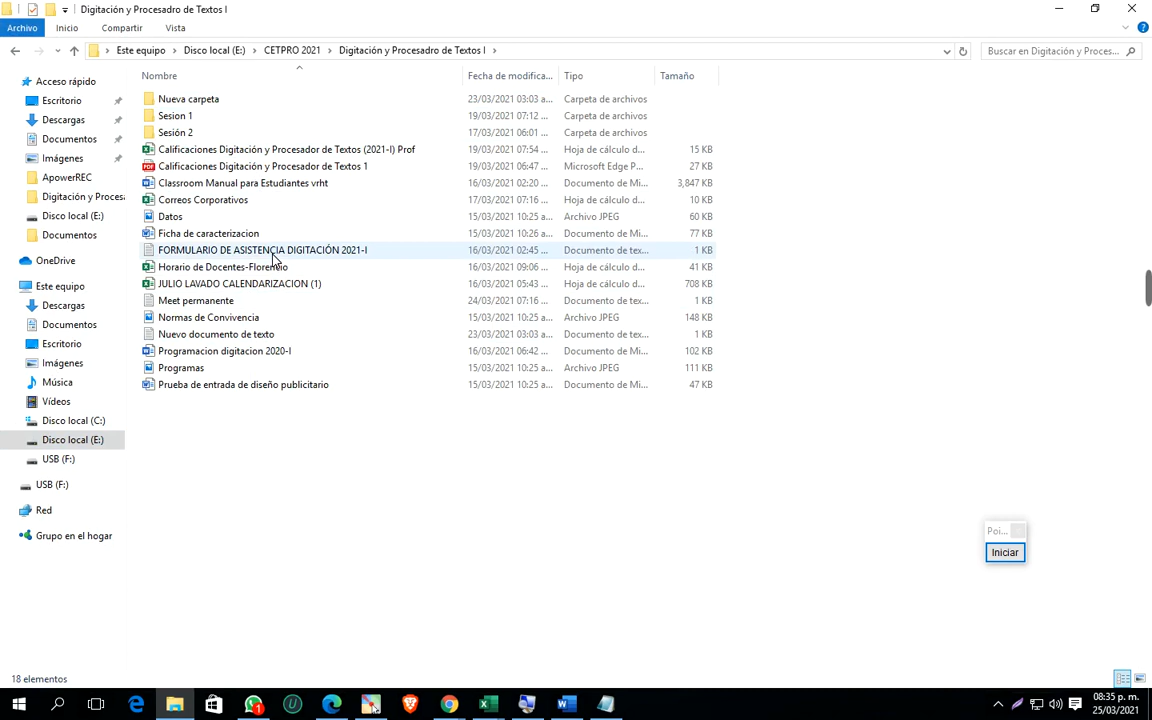 Digitación y Procesadro de Textos I
Archivo Inicio Compartir Vista
Este equipo Disco local (E:) CETPRO 2021 Digitación y Procesadro de Textos I Buscar en Digitación y Proces...
Nombre Fecha de modifica... Tipo Tamaño
Nueva carpeta 23/03/2021 03:03 a... Carpeta de archivos
Sesion 1 19/03/2021 07:12 ... Carpeta de archivos
Sesión 2 17/03/2021 06:01 ... Carpeta de archivos
Calificaciones Digitación y Procesador de Textos (2021-I) Prof 19/03/2021 07:54 ... Hoja de cálculo d... 15 KB
Calificaciones Digitación y Procesador de Textos 1 19/03/2021 06:47 ... Microsoft Edge P... 27 KB
Classroom Manual para Estudiantes vrht 16/03/2021 02:20 ... Documento de Mi... 3,847 KB
Correos Corporativos 17/03/2021 07:16 ... Hoja de cálculo d... 10 KB
Datos 15/03/2021 10:25 a... Archivo JPEG 60 KB
Ficha de caracterizacion 15/03/2021 10:26 a... Documento de Mi... 77 KB
FORMULARIO DE ASISTENCIA DIGITACIÓN 2021-I 16/03/2021 02:45 ... Documento de tex... 1 KB
Horario de Docentes-Florencio 16/03/2021 09:06 ... Hoja de cálculo d... 41 KB
JULIO LAVADO CALENDARIZACION (1) 16/03/2021 05:43 ... Hoja de cálculo d... 708 KB
Meet permanente 24/03/2021 07:16 ... Documento de tex... 1 KB
Normas de Convivencia 15/03/2021 10:25 a... Archivo JPEG 148 KB
Nuevo documento de texto 23/03/2021 03:03 a... Documento de tex... 1 KB
Programacion digitacion 2020-I 16/03/2021 06:42 ... Documento de Mi... 102 KB
Programas 15/03/2021 10:25 a... Archivo JPEG 111 KB
Prueba de entrada de diseño publicitario 15/03/2021 10:25 a... Documento de Mi... 47 KB
Acceso rápido
Escritorio
Descargas
Documentos
Imágenes
ApowerREC
Digitación y Proces
Disco local (E:)
Documentos
OneDrive
Este equipo
Descargas
Documentos
Escritorio
Imágenes
Música
Vídeos
Disco local (C:)
Disco local (E:)
USB (F:)
USB (F:)
Red
Grupo en el hogar
Poi...
Iniciar
18 elementos
08:35 p. m.
25/03/2021